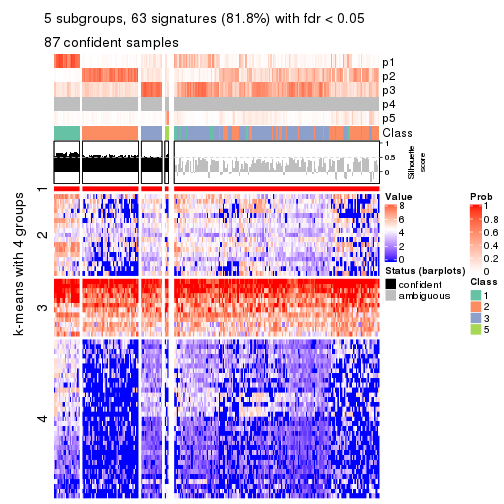 5 subgroups, 63 signatures (81.8%) with fdr < 0.05
87 confident samples
p1
p2
p3
p4
p5
Class
1
0.5
0
Silhouette
score
k-means with 4 groups
1
2
3
4
Value
8
6
4
2
0
Status (barplots)
confident
ambiguous
Prob
1
0.8
0.6
0.4
0.2
0
Class
1
2
3
5